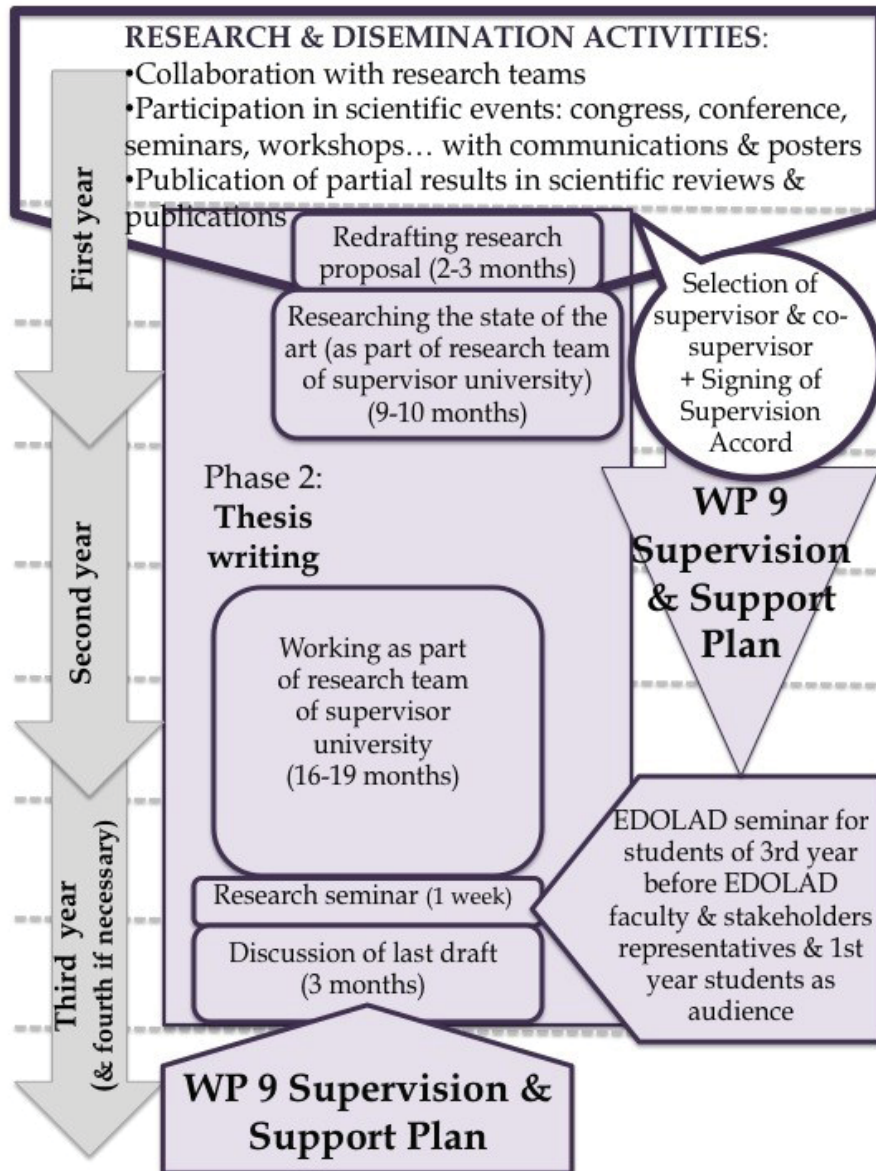 RESEARCH & DISEMINATION ACTIVITIES:
•Collaboration with research teams
•Participation in scientific events: congress, conference,
seminars, workshops… with communications & posters
•Publication of partial results in scientific reviews &
publications
First year
Redrafting research
proposal (2-3 months)
Selection of
supervisor & co-
supervisor
+ Signing of
Supervision
Accord
Researching the state of the
art (as part of research team
of supervisor university)
(9-10 months)
Second year
Phase 2:
Thesis
writing
WP 9
Supervision
& Support
Plan
Working as part
of research team
of supervisor
university
(16-19 months)
Third year
(& fourth if necessary)
Research seminar (1 week)
EDOLAD seminar for
students of 3rd year
before EDOLAD
faculty & stakeholders
representatives & 1st
year students as
audience
Discussion of last draft
(3 months)
WP 9 Supervision &
Support Plan